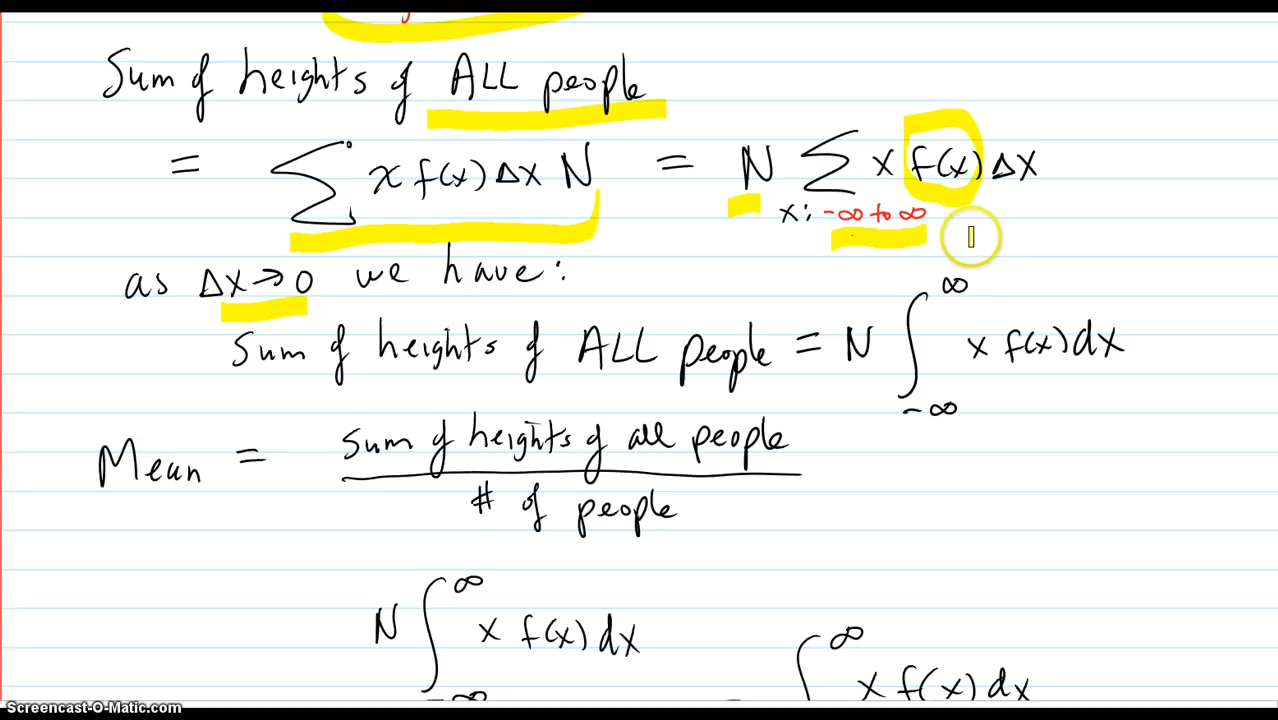 Sum of heights of ALL people
= ∑ x f(x) Δx N = N ∑ x f(x) Δx
x: -∞ to ∞
as Δx → 0 we have:
Sum of heights of ALL people = N ∫_{-∞}^{∞} x f(x) dx
Mean = sum of heights of all people
# of people
N ∫_{-∞}^{∞} x f(x) dx
∫^{∞} x f(x) dx
Screencast-O-Matic.com